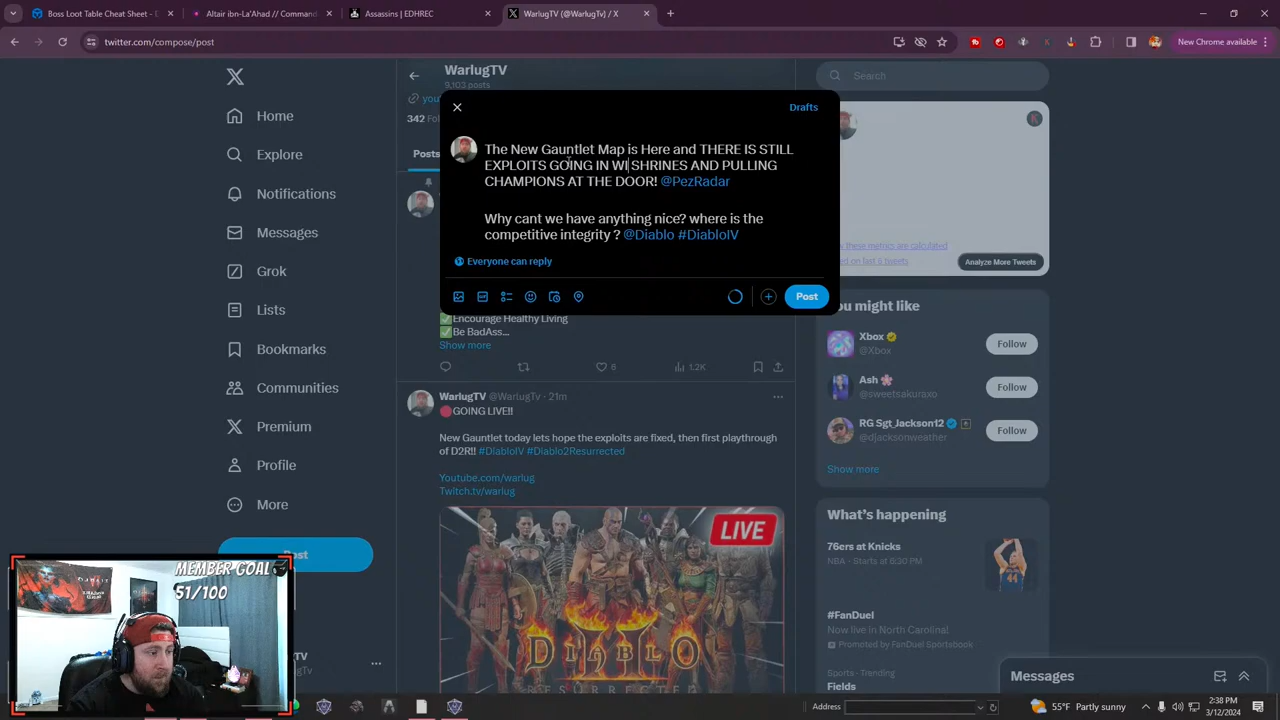 Boss Loot Table Cheat Sheet - D
Altair ibn-La'Ahad // Command
Assassins | EDHREC
WarlugTV (@WarlugTv) / X
twitter.com/compose/post
New Chrome available
WarlugTV
9,103 posts
Search
Drafts
Home
Explore
Notifications
Messages
Grok
Lists
Bookmarks
Communities
Premium
Profile
More
Post
342
Posts
The New Gauntlet Map is Here and THERE IS STILL
EXPLOITS GOING IN WI SHRINES AND PULLING
CHAMPIONS AT THE DOOR! @PezRadar
Why cant we have anything nice? where is the
competitive integrity ? @Diablo #DiabloIV
Everyone can reply
Post
Encourage Healthy Living
Be BadAss...
Show more
6
1.2K
WarlugTV @WarlugTv · 21m
GOING LIVE!!
New Gauntlet today lets hope the exploits are fixed, then first playthrough
of D2R!! #DiabloIV #Diablo2Resurrected
Youtube.com/warlug
Twitch.tv/warlug
LIVE
DIABLO
RESURRECTED
these metrics are calculated
on last 6 tweets
Analyze More Tweets
You might like
Xbox
@Xbox
Follow
Ash
@sweetsakuraxo
Follow
RG Sgt_Jackson12
@djacksonweather
Follow
Show more
What's happening
76ers at Knicks
NBA · Starts at 6:30 PM
#FanDuel
Now live in North Carolina!
Promoted by FanDuel Sportsbook
Sports · Trending
Fields
Messages
MEMBER GOAL
51/100
Address
55°F Partly sunny
2:38 PM
3/12/2024